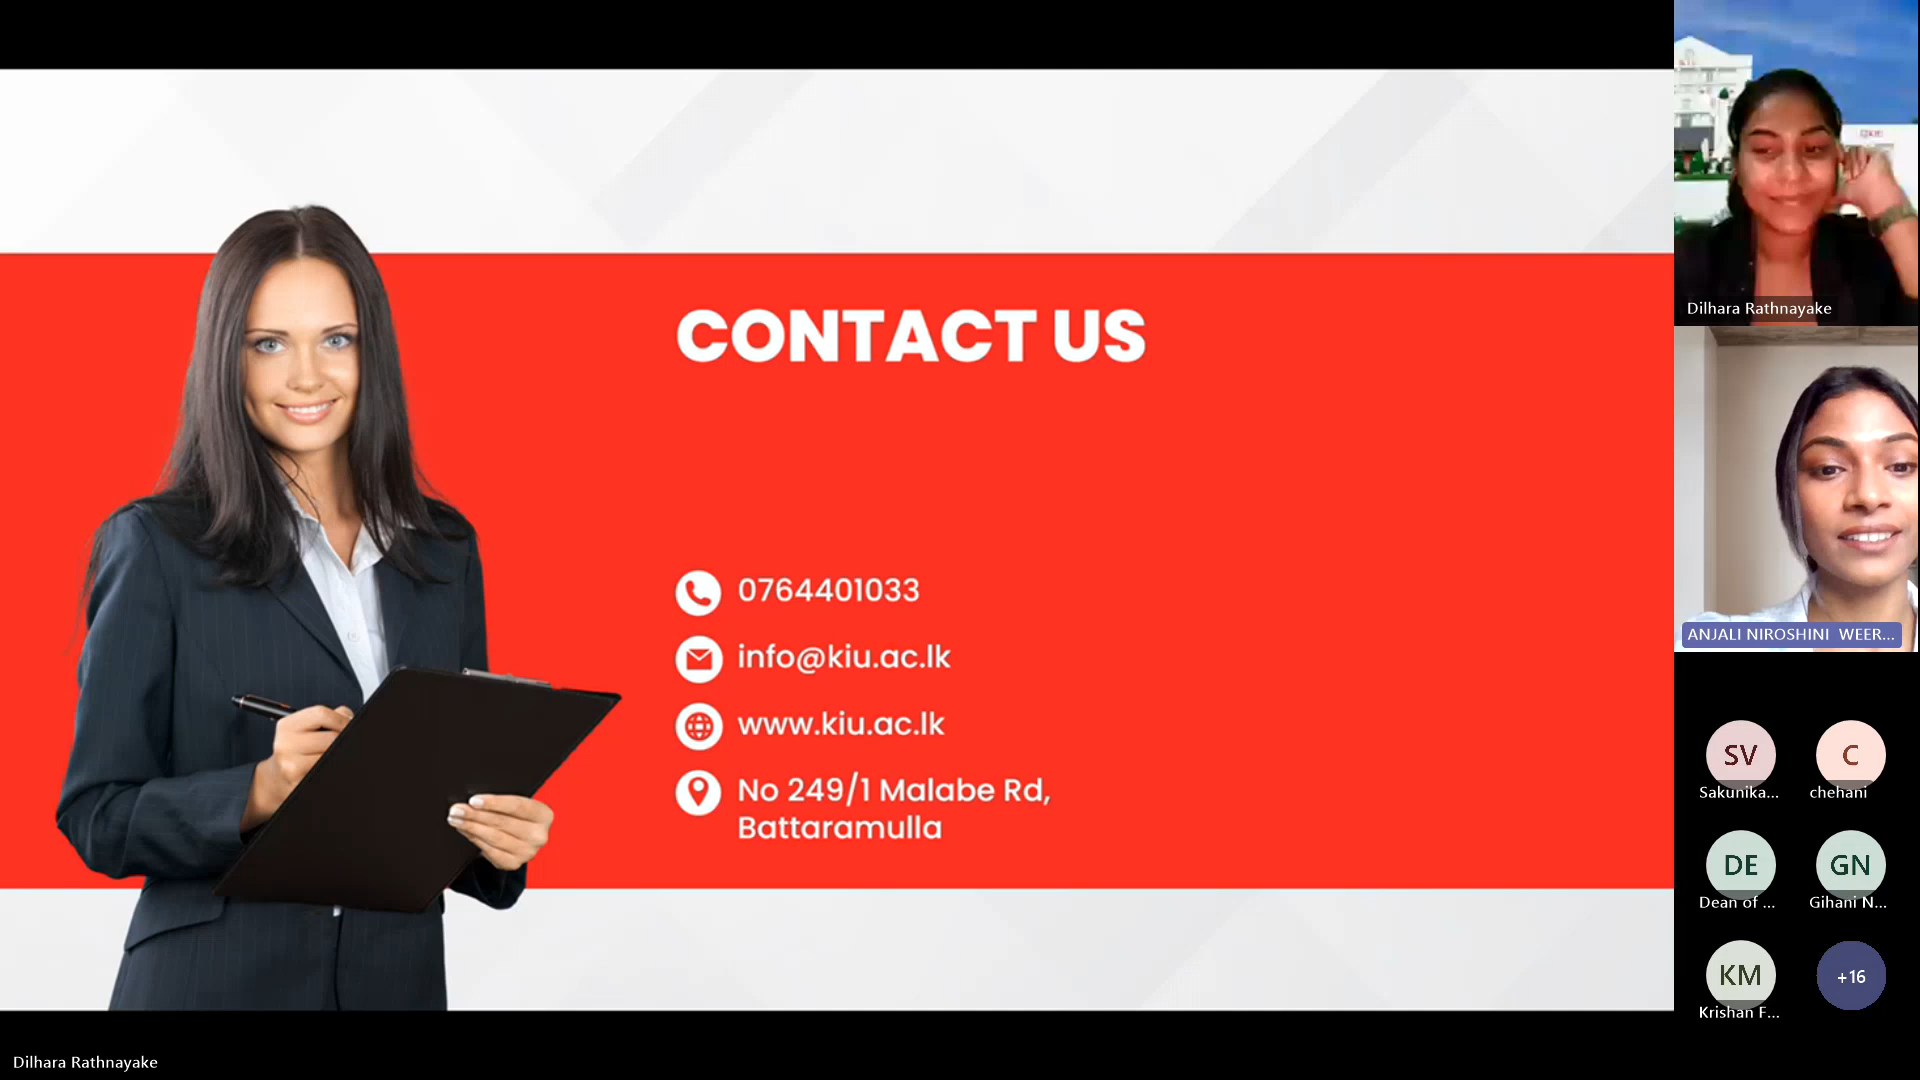 CONTACT US
0764401033
info@kiu.ac.lk
www.kiu.ac.lk
No 249/1 Malabe Rd,
Battaramulla
Dilhara Rathnayake
Dilhara Rathnayake
ANJALI NIROSHINI WEER...
SV
Sakunika...
C
chehani
DE
Dean of ...
GN
Gihani N...
KM
Krishan F...
+16